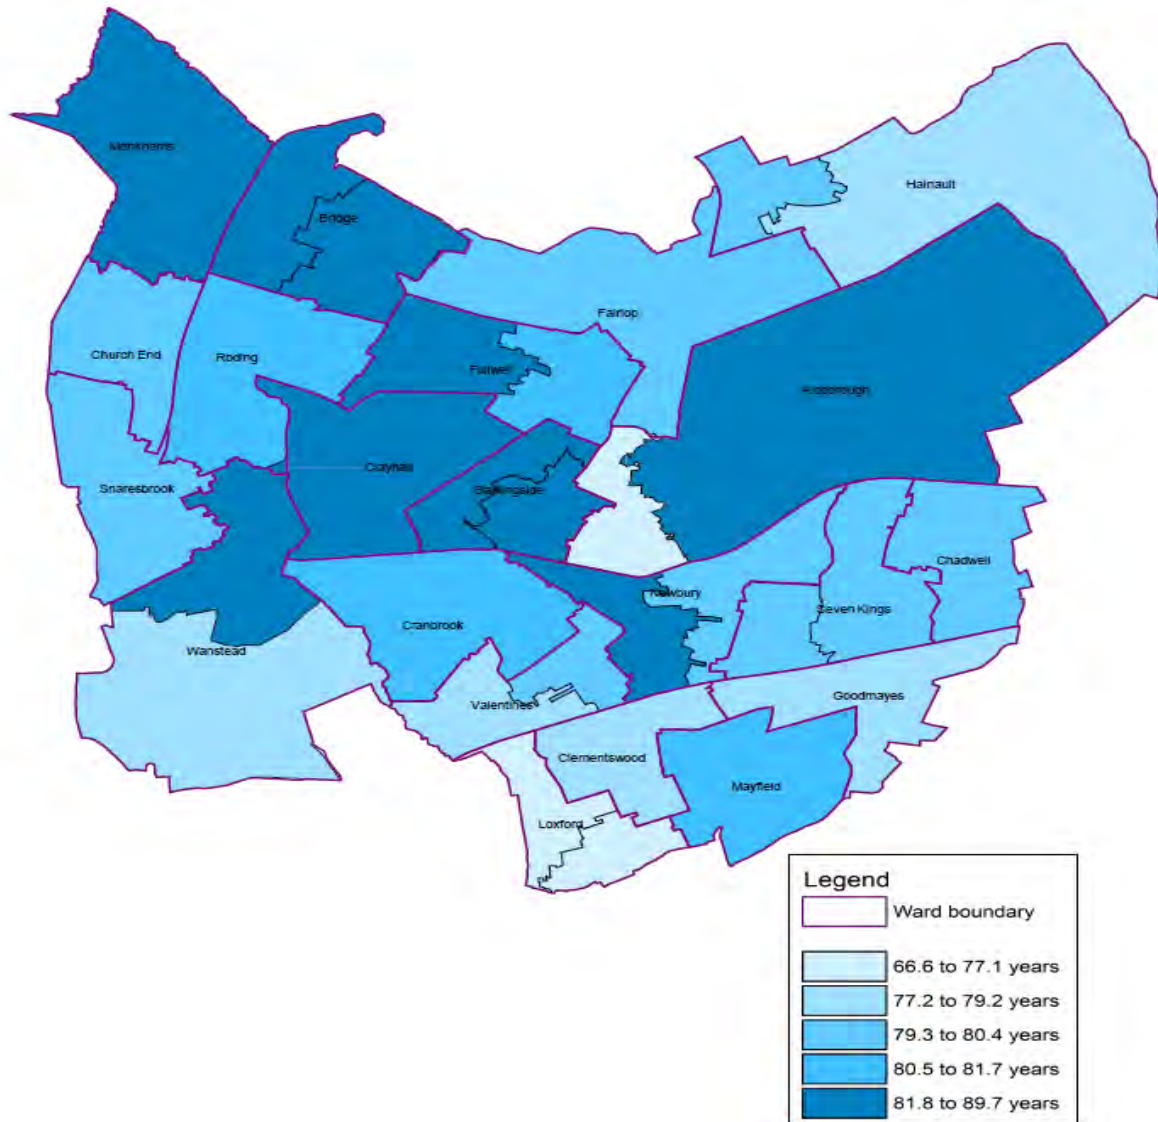 Monkhams
Bridge
Hainault
Fairlop
Church End
Roding
Fullwell
Aldborough
Clayhall
Snaresbrook
Barkingside
Chadwell
Newbury
Seven Kings
Cranbrook
Wanstead
Goodmayes
Valentines
Clementswood
Mayfield
Loxford
Legend
Ward boundary
66.6 to 77.1 years
77.2 to 79.2 years
79.3 to 80.4 years
80.5 to 81.7 years
81.8 to 89.7 years